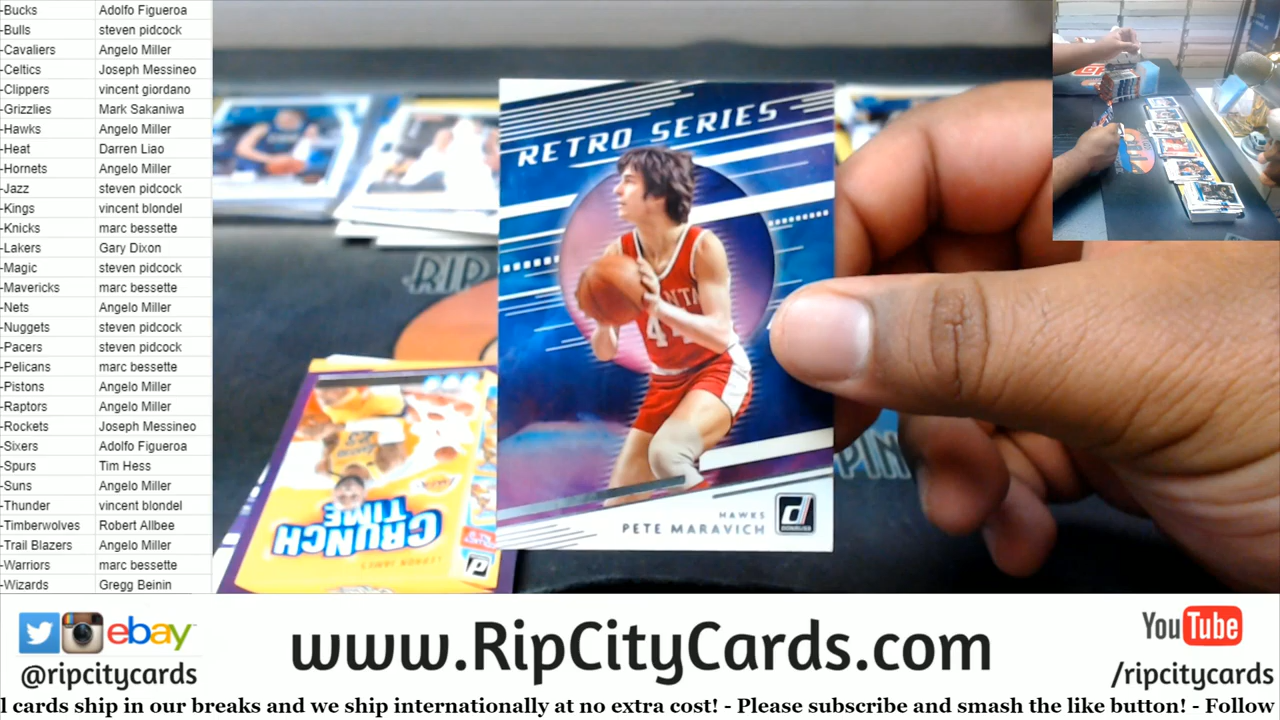 -Bucks Adolfo Figueroa
-Bulls steven pidcock
-Cavaliers Angelo Miller
-Celtics Joseph Messineo
-Clippers vincent giordano
-Grizzlies Mark Sakaniwa
-Hawks Angelo Miller
-Heat Darren Liao
-Hornets Angelo Miller
-Jazz steven pidcock
-Kings vincent blondel
-Knicks marc bessette
-Lakers Gary Dixon
-Magic steven pidcock
-Mavericks marc bessette
-Nets Angelo Miller
-Nuggets steven pidcock
-Pacers steven pidcock
-Pelicans marc bessette
-Pistons Angelo Miller
-Raptors Angelo Miller
-Rockets Joseph Messineo
-Sixers Adolfo Figueroa
-Spurs Tim Hess
-Suns Angelo Miller
-Thunder vincent blondel
-Timberwolves Robert Allbee
-Trail Blazers Angelo Miller
-Warriors marc bessette
-Wizards Gregg Beinin
RETRO SERIES
44
HAWKS
PETE MARAVICH
d
DONRUSS
RIP
CRUNCH
TIME
LEBRON JAMES
ebay
@ripcitycards
www.RipCityCards.com
YouTube
/ripcitycards
l cards ship in our breaks and we ship internationally at no extra cost! - Please subscribe and smash the like button! - Follow